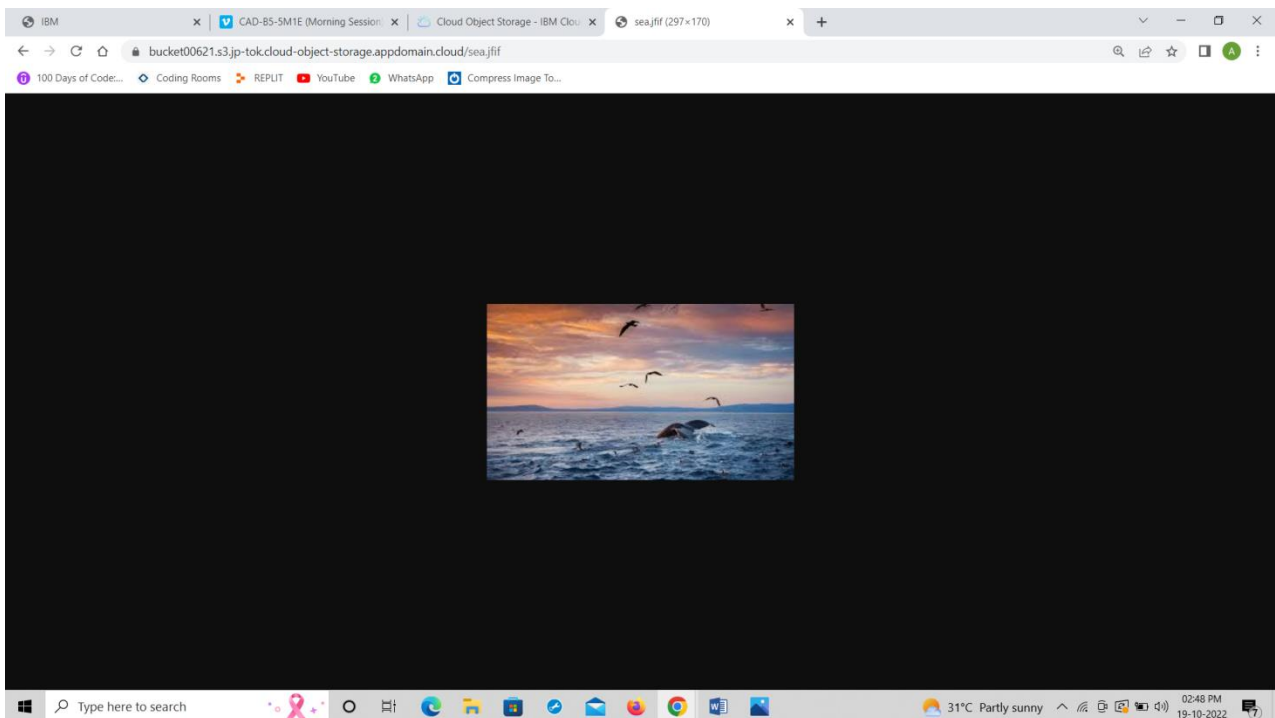 IBM
CAD-B5-5M1E (Morning Session
Cloud Object Storage - IBM Clou
sea.jfif (297×170)
bucket00621.s3.jp-tok.cloud-object-storage.appdomain.cloud/sea.jfif
A
100 Days of Code:...
Coding Rooms
REPLIT
YouTube
2
WhatsApp
Compress Image To...
Type here to search
31°C Partly sunny
02:48 PM
19-10-2022
7